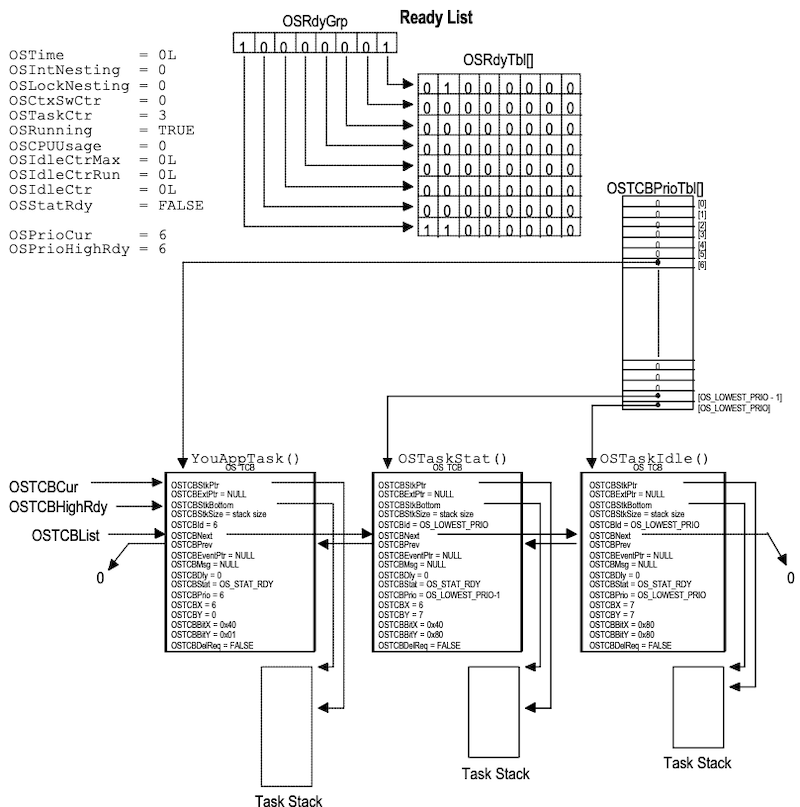 Ready List
OSRdyGrp
1 0 0 0 0 0 0 1
OSRdyTbl[]
0 1 0 0 0 0 0 0
0 0 0 0 0 0 0 0
0 0 0 0 0 0 0 0
0 0 0 0 0 0 0 0
0 0 0 0 0 0 0 0
0 0 0 0 0 0 0 0
0 0 0 0 0 0 0 0
1 1 0 0 0 0 0 0
OSTime = 0L
OSIntNesting = 0
OSLockNesting = 0
OSCtxSwCtr = 0
OSTaskCtr = 3
OSRunning = TRUE
OSCPUUsage = 0
OSIdleCtrMax = 0L
OSIdleCtrRun = 0L
OSIdleCtr = 0L
OSStatRdy = FALSE
OSPrioCur = 6
OSPrioHighRdy = 6
OSTCBPrioTbl[]
0 [0]
0 [1]
0 [2]
0 [3]
0 [4]
0 [5]
[6]
0
0
0
[OS_LOWEST_PRIO - 1]
[OS_LOWEST_PRIO]
OSTCBCur
OSTCBHighRdy
OSTCBList
0
YouAppTask()
OS_TCB
OSTCBStkPtr
OSTCBExtPtr = NULL
OSTCBStkBottom
OSTCBStkSize = stack size
OSTCBId = 6
OSTCBNext
OSTCBPrev
OSTCBEventPtr = NULL
OSTCBMsg = NULL
OSTCBDly = 0
OSTCBStat = OS_STAT_RDY
OSTCBPrio = 6
OSTCBX = 6
OSTCBY = 0
OSTCBBitX = 0x40
OSTCBBitY = 0x01
OSTCBDelReq = FALSE
Task Stack
OSTaskStat()
OS_TCB
OSTCBStkPtr
OSTCBExtPtr = NULL
OSTCBStkBottom
OSTCBStkSize = stack size
OSTCBId = OS_LOWEST_PRIO
OSTCBNext
OSTCBPrev
OSTCBEventPtr = NULL
OSTCBMsg = NULL
OSTCBDly = 0
OSTCBStat = OS_STAT_RDY
OSTCBPrio = OS_LOWEST_PRIO-1
OSTCBX = 6
OSTCBY = 7
OSTCBBitX = 0x40
OSTCBBitY = 0x80
OSTCBDelReq = FALSE
Task Stack
OSTaskIdle()
OS_TCB
OSTCBStkPtr
OSTCBExtPtr = NULL
OSTCBStkBottom
OSTCBStkSize = stack size
OSTCBId = OS_LOWEST_PRIO
OSTCBNext
OSTCBPrev
OSTCBEventPtr = NULL
OSTCBMsg = NULL
OSTCBDly = 0
OSTCBStat = OS_STAT_RDY
OSTCBPrio = OS_LOWEST_PRIO
OSTCBX = 7
OSTCBY = 7
OSTCBBitX = 0x80
OSTCBBitY = 0x80
OSTCBDelReq = FALSE
0
Task Stack